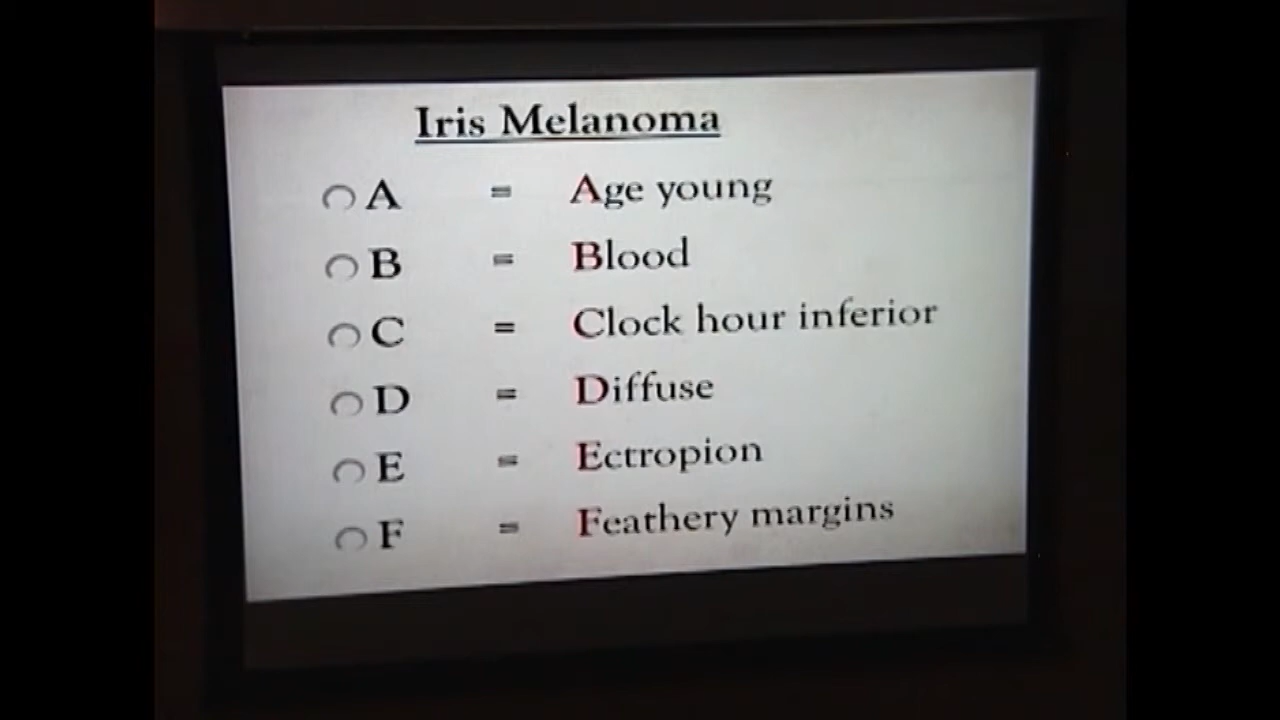 Iris Melanoma
A = Age young
B = Blood
C = Clock hour inferior
D = Diffuse
E = Ectropion
F = Feathery margins